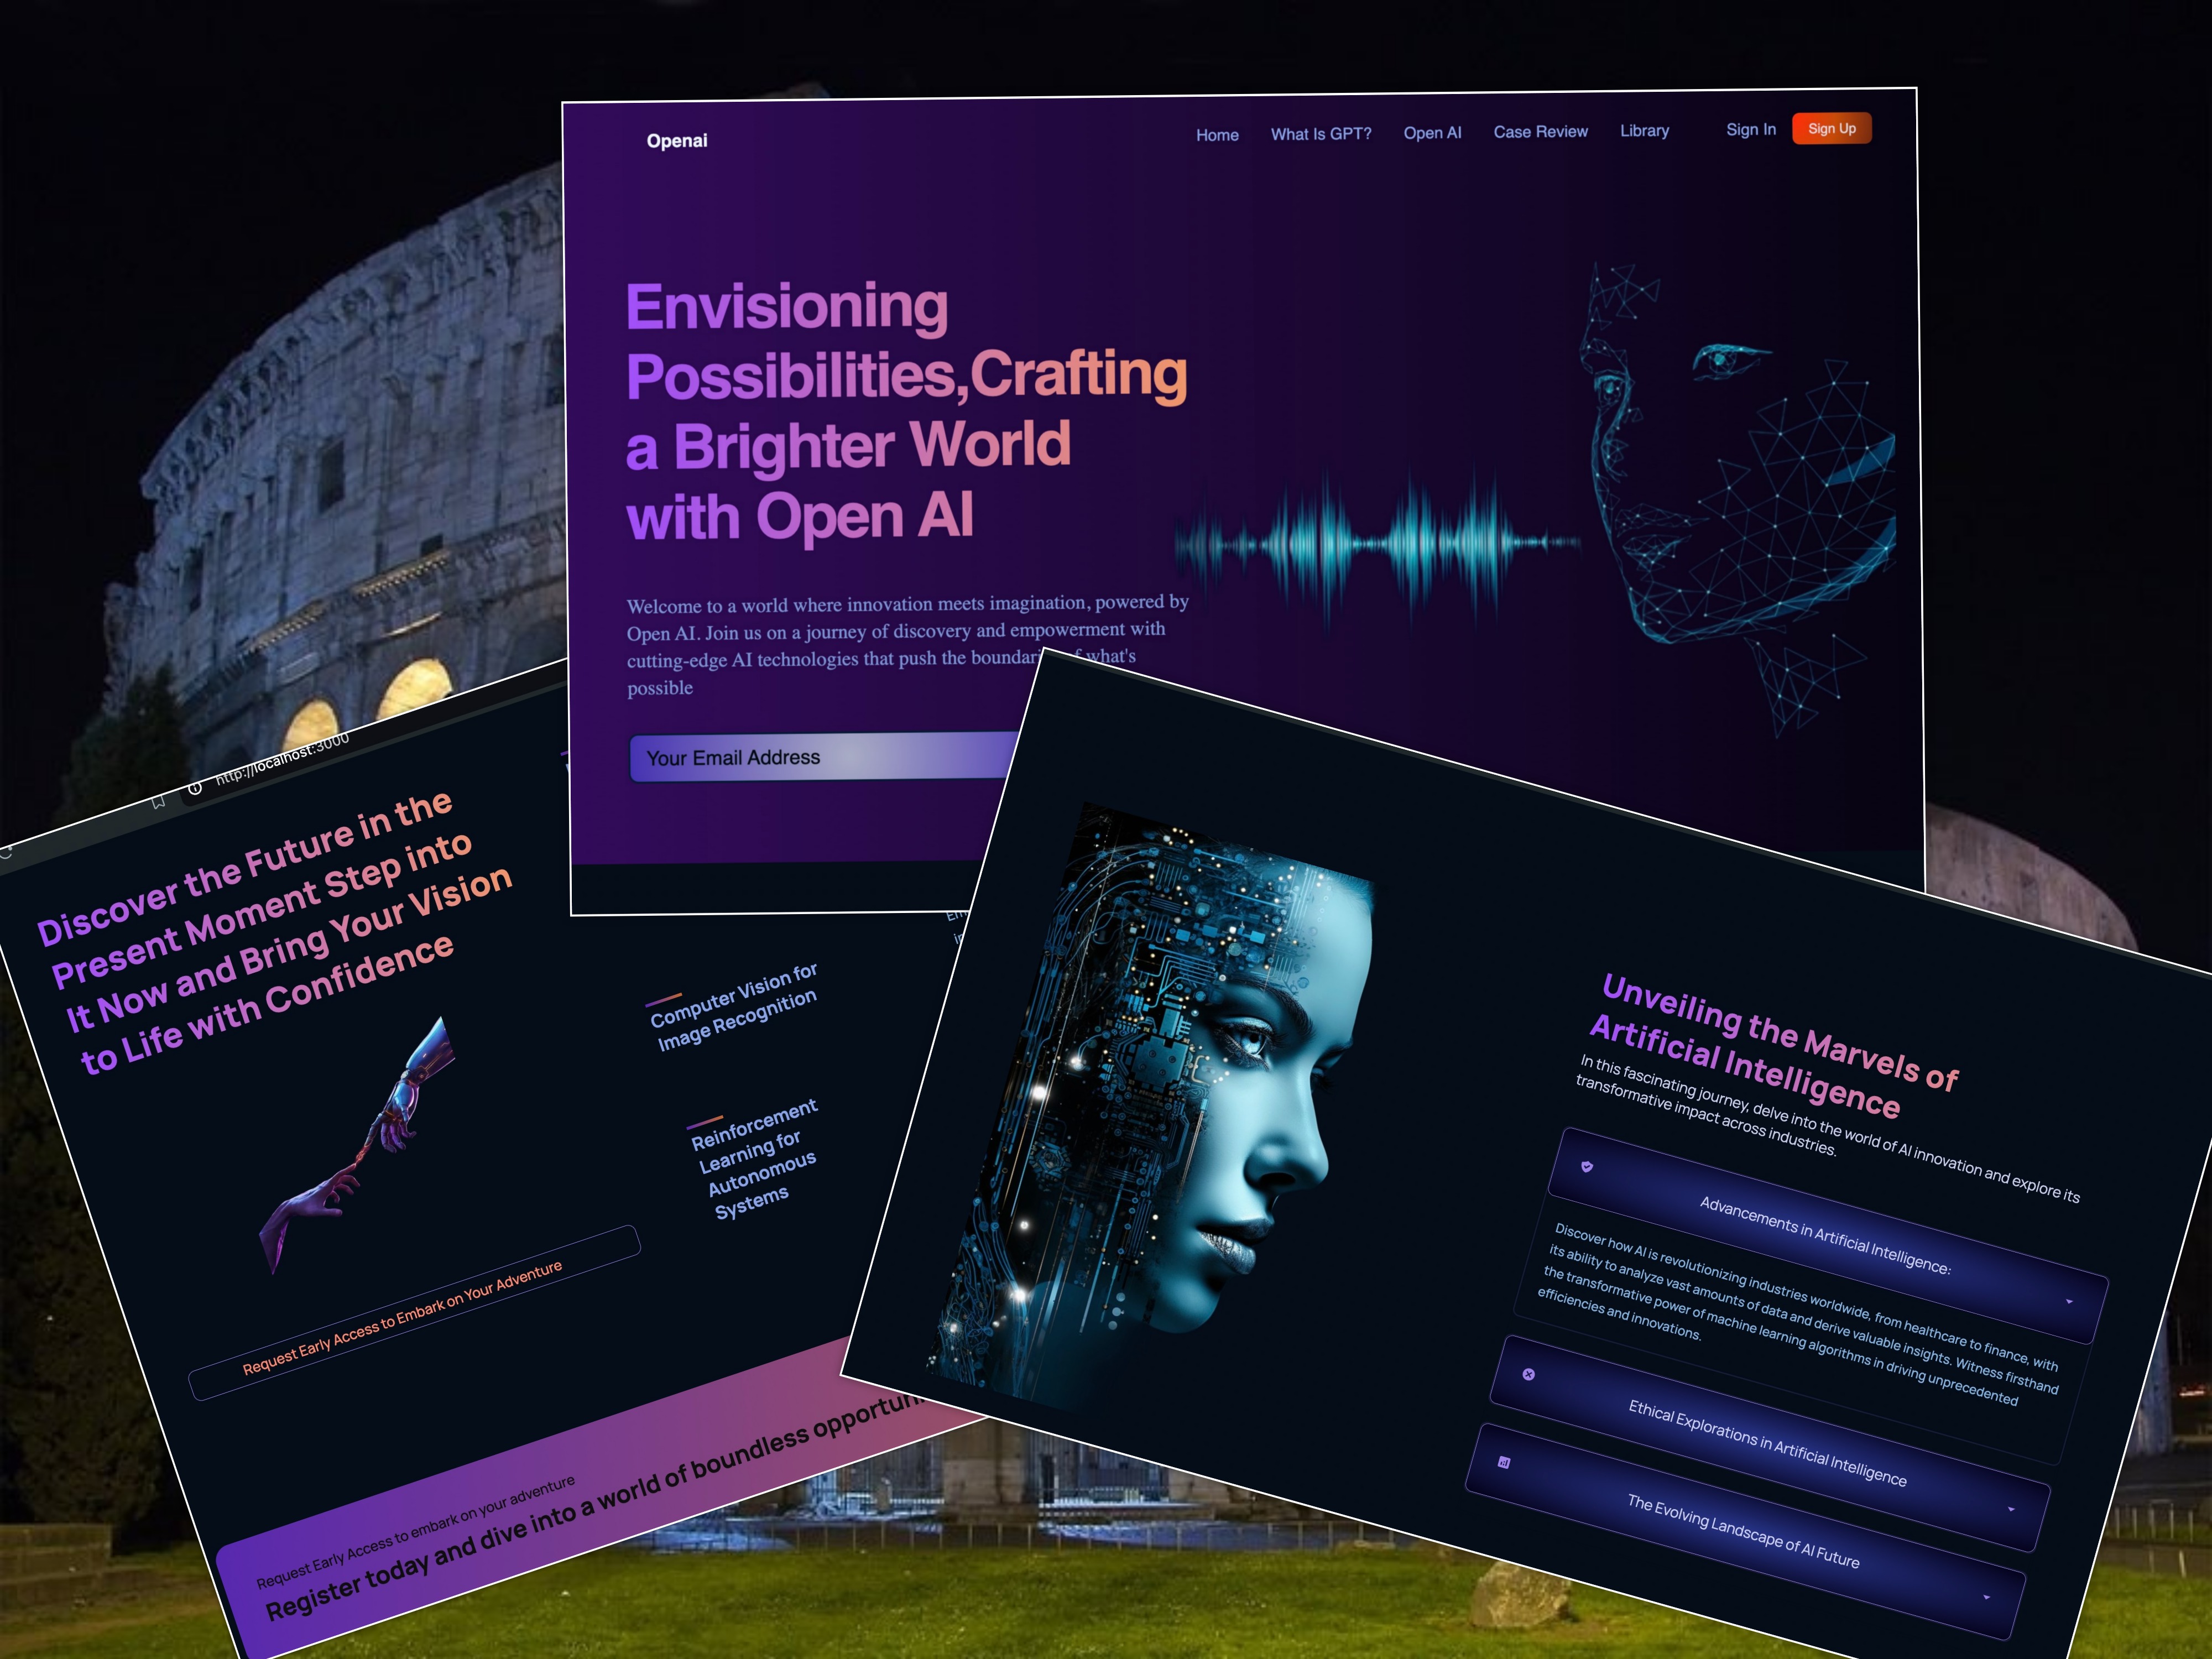 Openai
Home
What Is GPT?
Open AI
Case Review
Library
Sign In
Sign Up
Envisioning
Possibilities,Crafting
a Brighter World
with Open AI
Welcome to a world where innovation meets imagination, powered by
Open AI. Join us on a journey of discovery and empowerment with
cutting-edge AI technologies that push the of what's
possible
Your Email Address
http://localhost:3000
Discover the Future in the
Present Moment Step into
It Now and Bring Your Vision
to Life with Confidence
Request Early Access to Embark on Your Adventure
Computer Vision for
Image Recognition
Reinforcement
Learning for
Autonomous
Systems
Request Early Access to embark on your adventure
Register today and dive into a world of boundless
Unveiling the Marvels of
Artificial Intelligence
In this fascinating journey, delve into the world of AI innovation and explore its
transformative impact across industries.
Advancements in Artificial Intelligence:
Discover how AI is revolutionizing industries worldwide, from healthcare to finance, with
its ability to analyze vast amounts of data and derive valuable insights. Witness firsthand
the transformative power of machine learning algorithms in driving unprecedented
efficiencies and innovations.
Ethical Explorations in Artificial Intelligence
The Evolving Landscape of AI Future